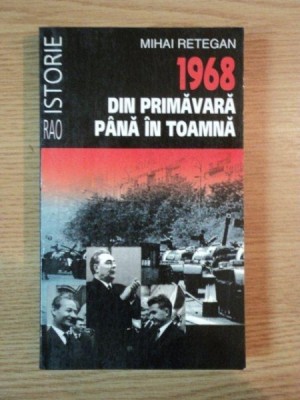 MIHAI RETEGAN
1968
DIN PRIMĂVARĂ
PÂNĂ ÎN TOAMNĂ
RAO ISTORIE